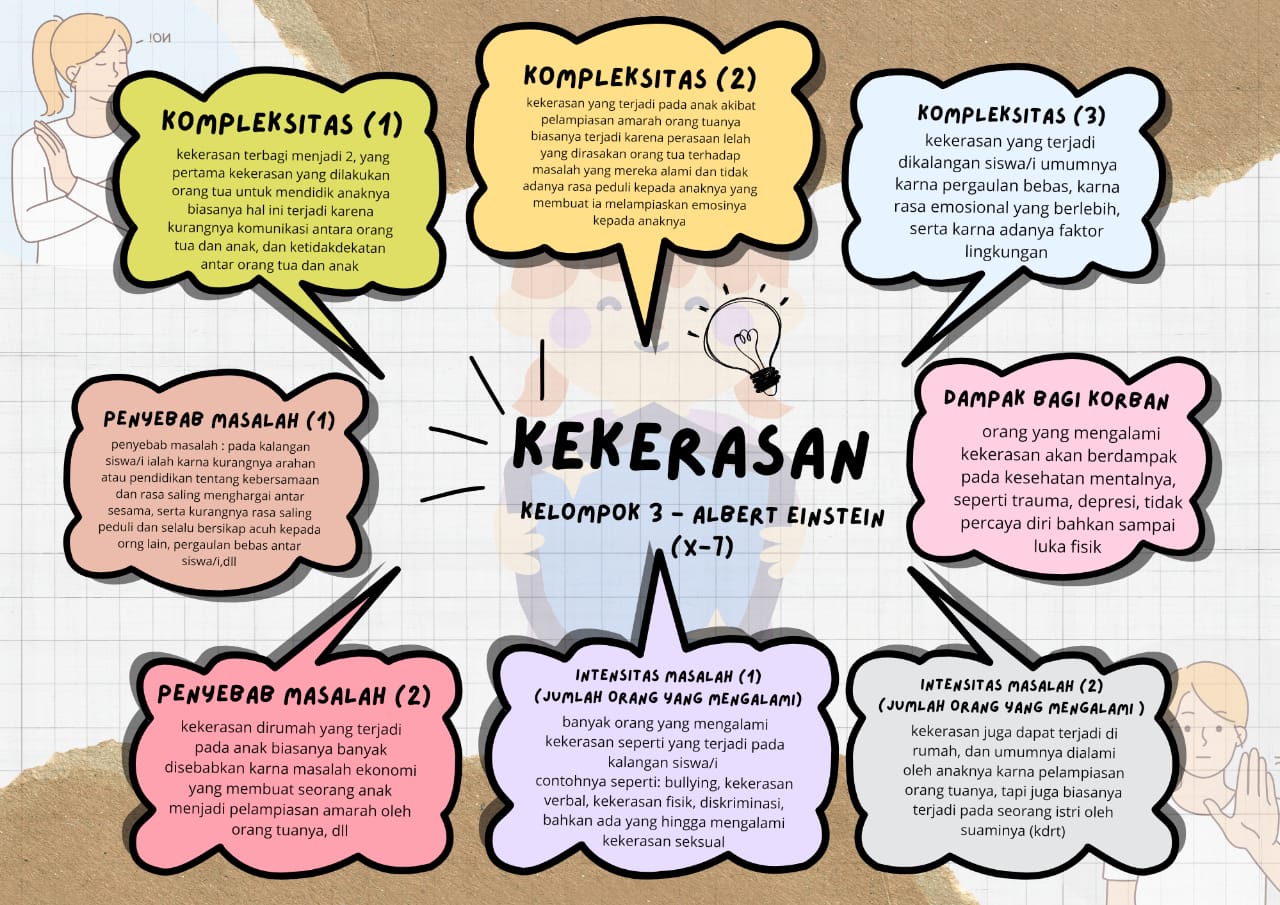 NO!
KOMPLEKSITAS (1)
kekerasan terbagi menjadi 2, yang
pertama kekerasan yang dilakukan
orang tua untuk mendidik anaknya
biasanya hal ini terjadi karena
kurangnya komunikasi antara orang
tua dan anak, dan ketidakdekatan
antar orang tua dan anak
KOMPLEKSITAS (2)
kekerasan yang terjadi pada anak akibat
pelampiasan amarah orang tuanya
biasanya terjadi karena perasaan lelah
yang dirasakan orang tua terhadap
masalah yang mereka alami dan tidak
adanya rasa peduli kepada anaknya yang
membuat ia melampiaskan emosinya
kepada anaknya
KOMPLEKSITAS (3)
kekerasan yang terjadi
dikalangan siswa/i umumnya
karna pergaulan bebas, karna
rasa emosional yang berlebih,
serta karna adanya faktor
lingkungan
PENYEBAB MASALAH (1)
penyebab masalah : pada kalangan
siswa/i ialah karna kurangnya arahan
atau pendidikan tentang kebersamaan
dan rasa saling menghargai antar
sesama, serta kurangnya rasa saling
peduli dan selalu bersikap acuh kepada
orng lain, pergaulan bebas antar
siswa/i,dll
KEKERASAN
KELOMPOK 3 - ALBERT EINSTEIN
(X-7)
DAMPAK BAGI KORBAN
orang yang mengalami
kekerasan akan berdampak
pada kesehatan mentalnya,
seperti trauma, depresi, tidak
percaya diri bahkan sampai
luka fisik
PENYEBAB MASALAH (2)
kekerasan dirumah yang terjadi
pada anak biasanya banyak
disebabkan karna masalah ekonomi
yang membuat seorang anak
menjadi pelampiasan amarah oleh
orang tuanya, dll
INTENSITAS MASALAH (1)
(JUMLAH ORANG YANG MENGALAMI)
banyak orang yang mengalami
kekerasan seperti yang terjadi pada
kalangan siswa/i
contohnya seperti: bullying, kekerasan
verbal, kekerasan fisik, diskriminasi,
bahkan ada yang hingga mengalami
kekerasan seksual
INTENSITAS MASALAH (2)
(JUMLAH ORANG YANG MENGALAMI )
kekerasan juga dapat terjadi di
rumah, dan umumnya dialami
oleh anaknya karna pelampiasan
orang tuanya, tapi juga biasanya
terjadi pada seorang istri oleh
suaminya (kdrt)